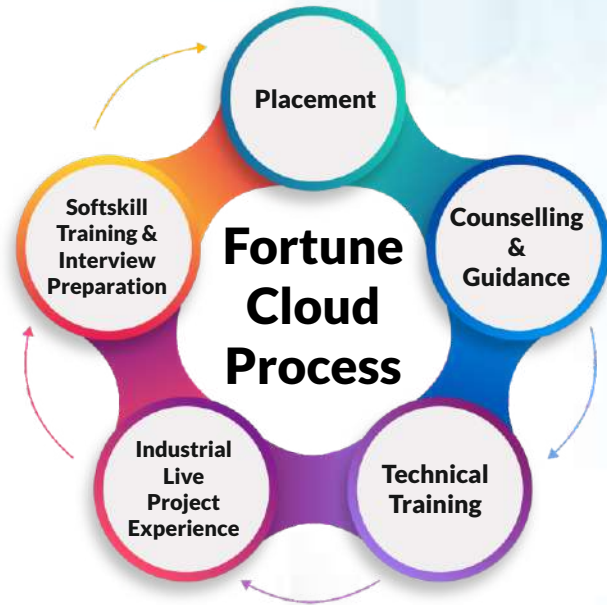 Placement
Counselling
&
Guidance
Technical
Training
Industrial
Live
Project
Experience
Softskill
Training &
Interview
Preparation
Fortune
Cloud
Process